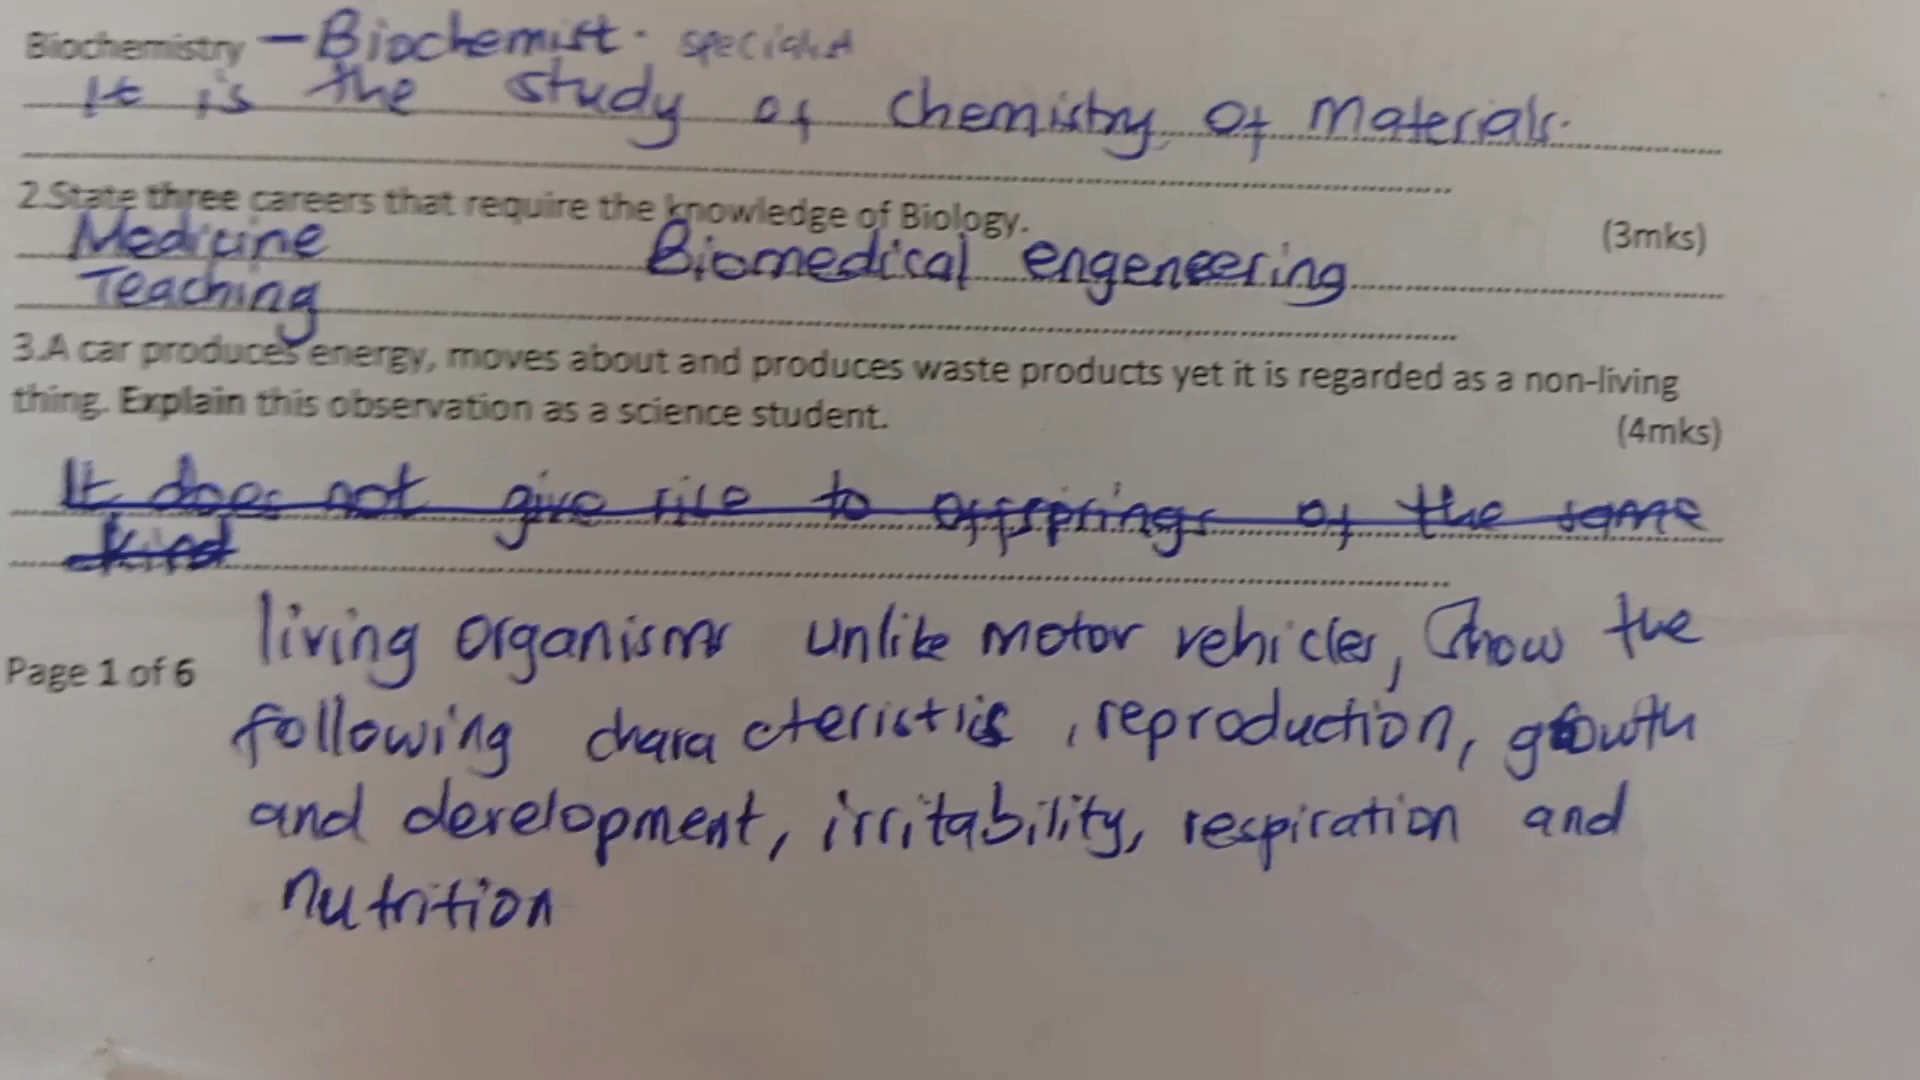 Biochemistry – Biochemist. specialist
It is the study of Chemistry of Materials.
2.State three careers that require the knowledge of Biology. (3mks)
Medicine Biomedical engeneering
Teaching
3.A car produces energy, moves about and produces waste products yet it is regarded as a non-living
thing. Explain this observation as a science student. (4mks)
It does not give rise to offsprings of the same
kind
living organisms unlike motor vehicles, show the
Page 1 of 6
following characteristics , reproduction, growth
and development, irritability, respiration and
nutrition